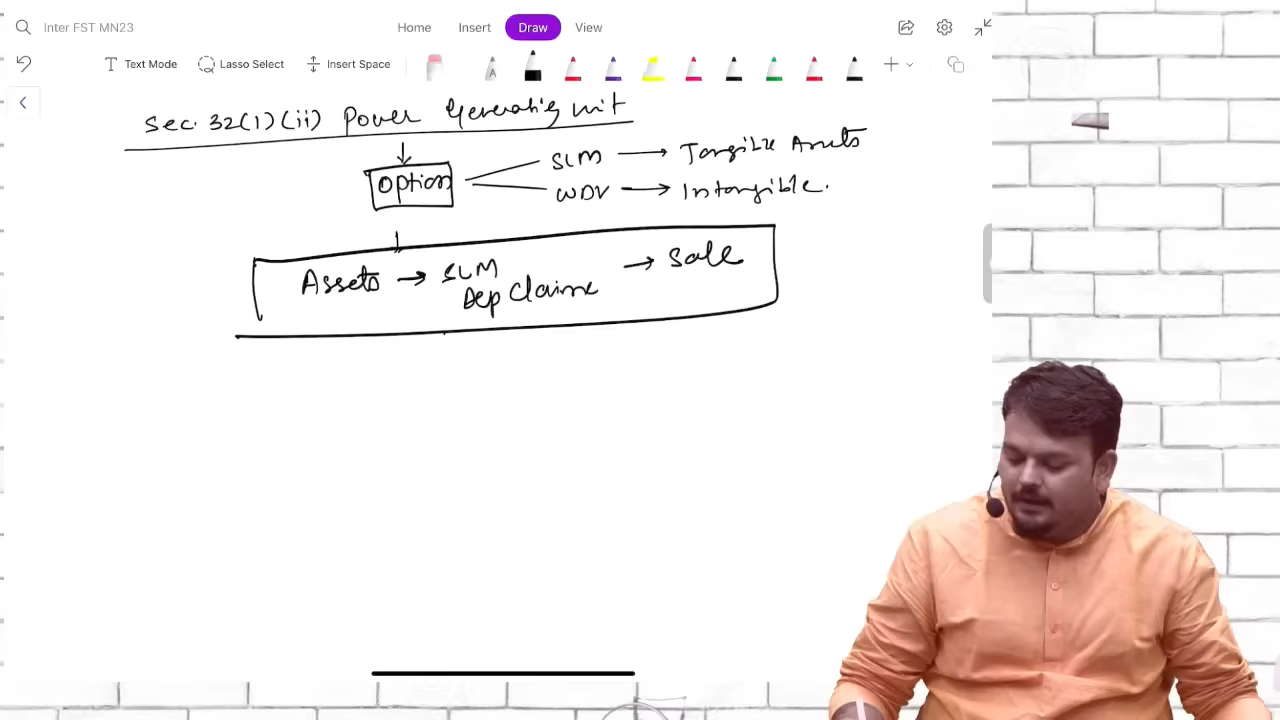 Inter FST MN23
Home Insert Draw View
Text Mode Lasso Select Insert Space
A
Sec. 32(1)(ii) Power Generating unit
Option
SLM → Tangible Assets
WDV → Intangible.
Assets → SLM → Sale
Dep Claim